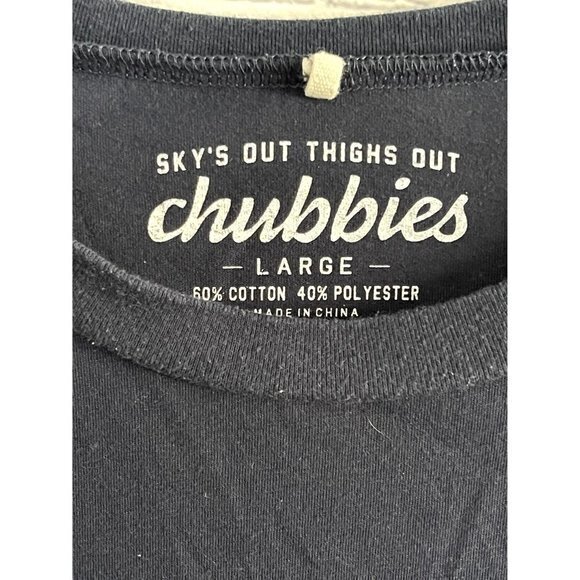 SKY'S OUT THIGHS OUT
chubbies
— LARGE —
60% COTTON 40% POLYESTER
MADE IN CHINA